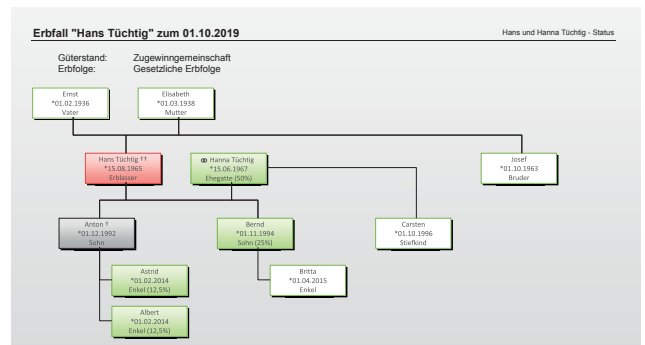 Erbfall "Hans Tüchtig" zum 01.10.2019
Hans und Hanna Tüchtig - Status
Güterstand: Zugewinngemeinschaft
Erbfolge: Gesetzliche Erbfolge
Ernst
*01.02.1936
Vater
Elisabeth
*01.03.1938
Mutter
Hans Tüchtig ††
*15.08.1965
Erblasser
⚭ Hanna Tüchtig
*15.06.1967
Ehegatte (50%)
Josef
*01.10.1963
Bruder
Anton †
*01.12.1992
Sohn
Bernd
*01.11.1994
Sohn (25%)
Carsten
*01.10.1996
Stiefkind
Astrid
*01.02.2014
Enkel (12,5%)
Britta
*01.04.2015
Enkel
Albert
*01.02.2014
Enkel (12,5%)